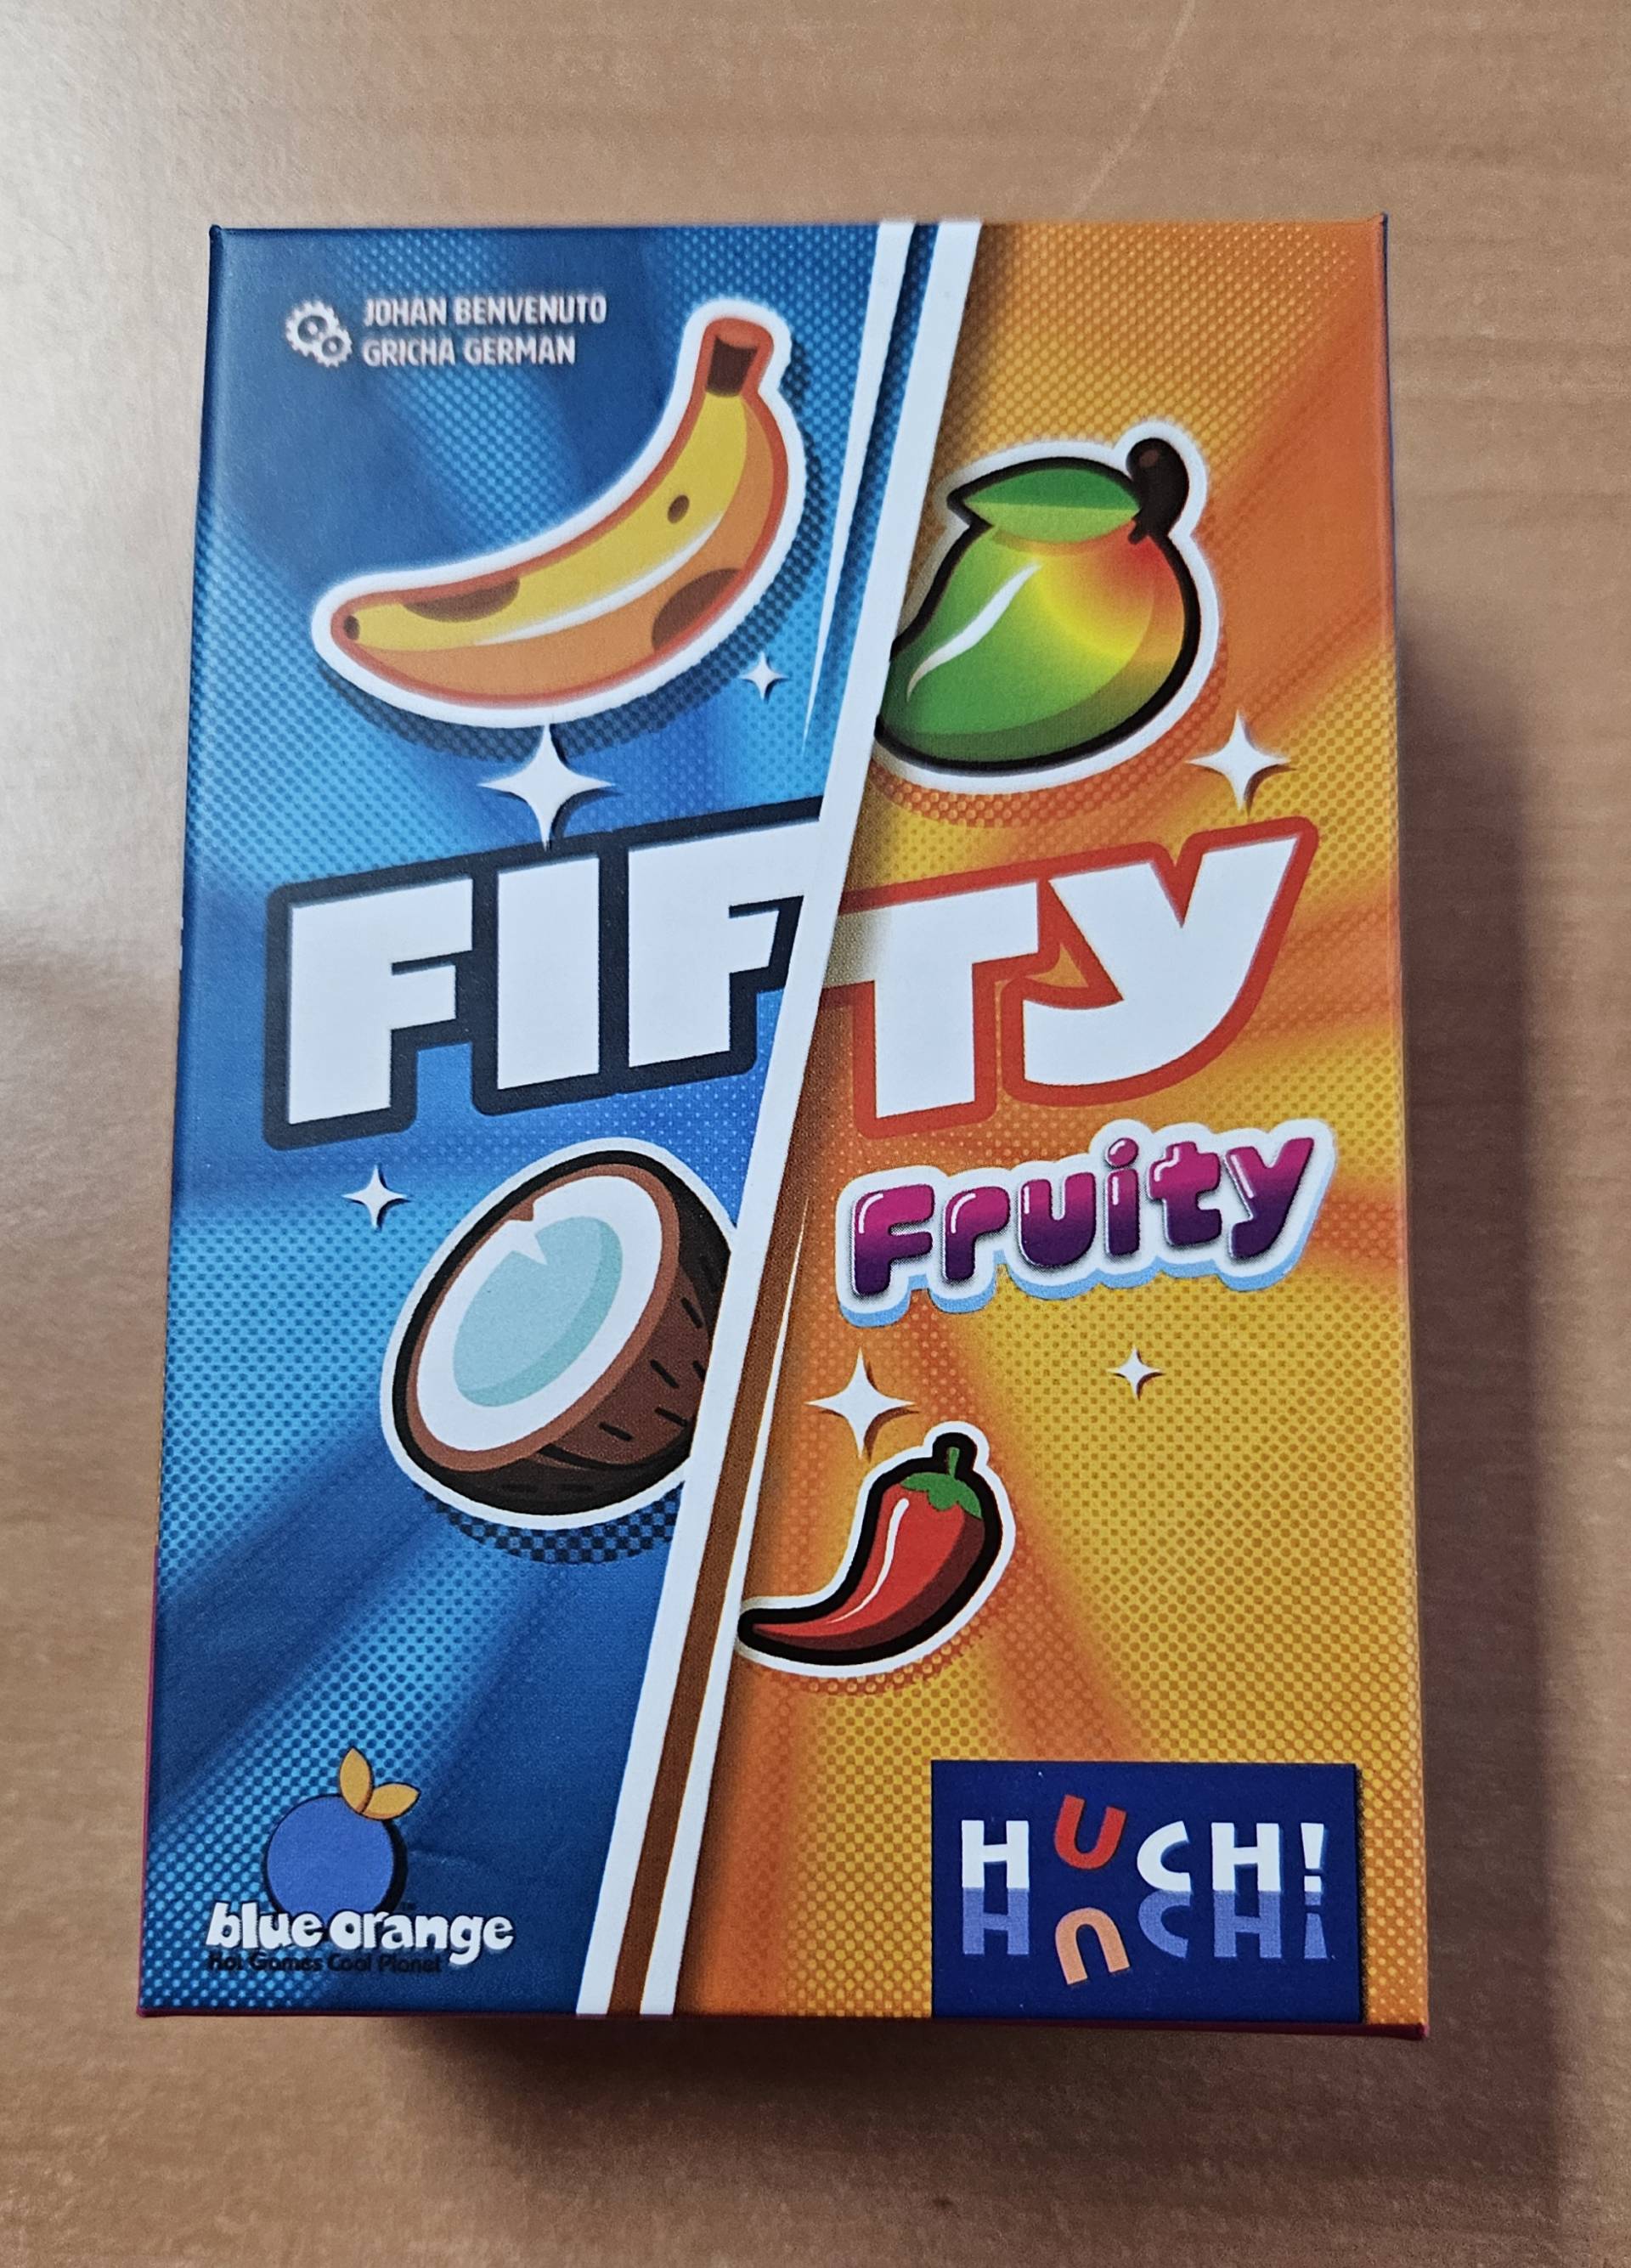 JOHAN BENVENUTO
GRICHA GERMAN
FIFTY
Fruity
blue orange
Hot Games Cool Planet
HUCH!